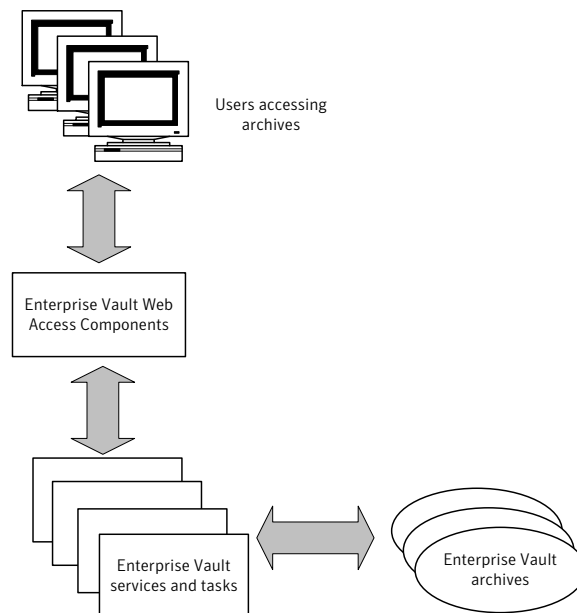 Users accessing
archives
Enterprise Vault Web
Access Components
Enterprise Vault
services and tasks
Enterprise Vault
archives